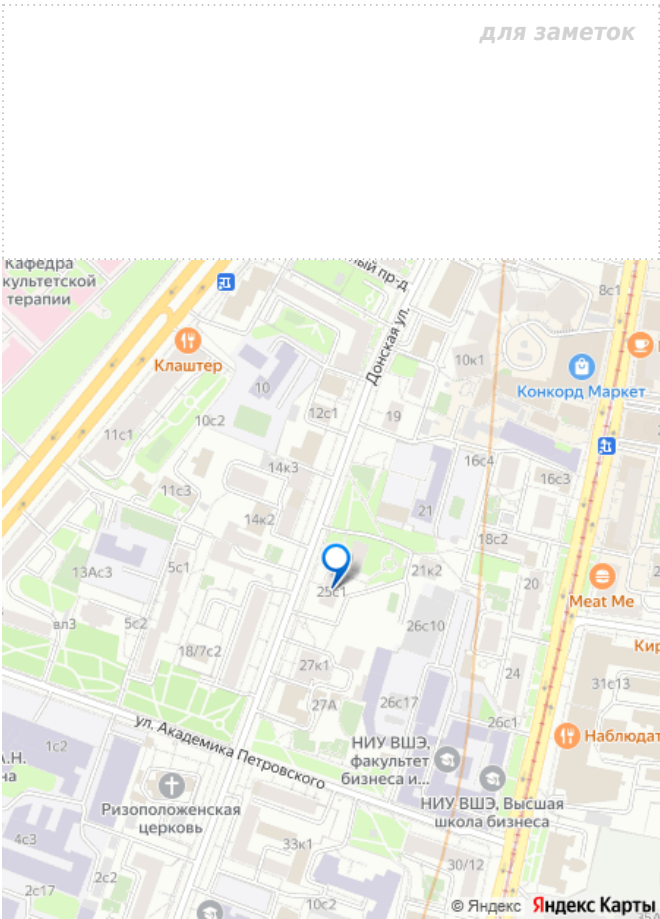 для заметок
Кафедра
культетской
терапии
ый пр-д
8с1
Донская ул.
Клаштер
10к1
Конкорд Маркет
10
10с2
12с1
19
11с1
14к3
16с4
16с3
11с3
21
14к2
18с2
13Ас3
5с1
25с1
21к2
20
Meat Me
вл3
5с2
26с10
18/7с2
Кир
27к1
24
31с13
27А
26с17
26с1
ул. Академика Петровского
Наблюдат
1с2
А.Н.
на
НИУ ВШЭ,
факультет
бизнеса и...
Ризоположенская
церковь
НИУ ВШЭ, Высшая
школа бизнеса
4с3
33к1
30/12
2с2
2с17
10с2
© Яндекс Яндекс Карты